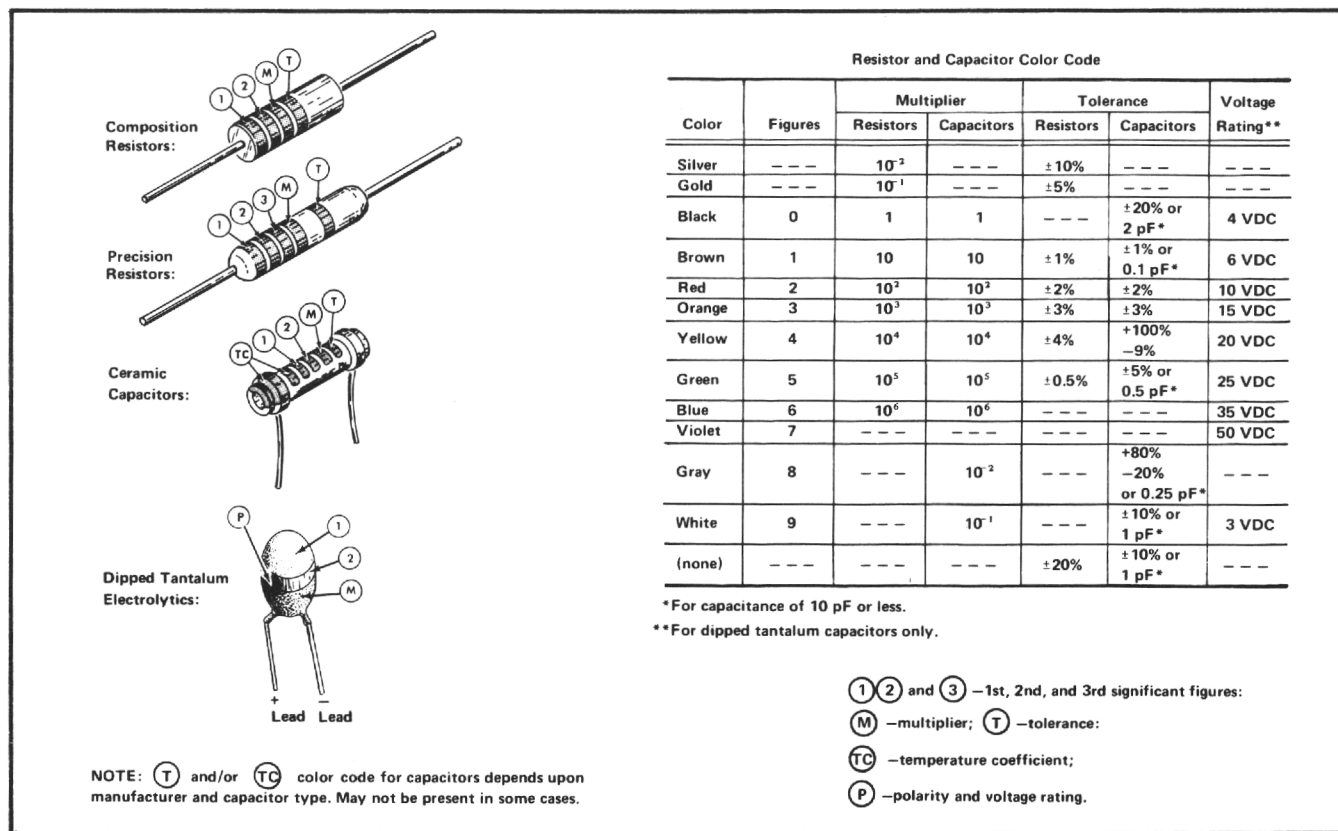 Composition
Resistors:
1 2 M T
Precision
Resistors:
1 2 3 M T
Ceramic
Capacitors:
TC 1 2 M T
Dipped Tantalum
Electrolytics:
P 1 2 M
+ −
Lead Lead
NOTE: T and/or TC color code for capacitors depends upon
manufacturer and capacitor type. May not be present in some cases.
Resistor and Capacitor Color Code
Multiplier Tolerance Voltage
Color Figures Resistors Capacitors Resistors Capacitors Rating**
Silver – – – 10⁻² – – – ±10% – – – – – –
Gold – – – 10⁻¹ – – – ±5% – – – – – –
Black 0 1 1 – – – ±20% or 4 VDC
2 pF*
Brown 1 10 10 ±1% ±1% or 6 VDC
0.1 pF*
Red 2 10² 10² ±2% ±2% 10 VDC
Orange 3 10³ 10³ ±3% ±3% 15 VDC
Yellow 4 10⁴ 10⁴ ±4% +100% 20 VDC
−9%
Green 5 10⁵ 10⁵ ±0.5% ±5% or 25 VDC
0.5 pF*
Blue 6 10⁶ 10⁶ – – – – – – 35 VDC
Violet 7 – – – – – – – – – – – – 50 VDC
+80%
Gray 8 – – – 10⁻² – – – −20% – – –
or 0.25 pF*
White 9 – – – 10⁻¹ – – – ±10% or 3 VDC
1 pF*
(none) – – – – – – – – – ±20% ±10% or – – –
1 pF*
*For capacitance of 10 pF or less.
**For dipped tantalum capacitors only.
1 2 and 3 –1st, 2nd, and 3rd significant figures:
M –multiplier; T –tolerance:
TC –temperature coefficient;
P –polarity and voltage rating.